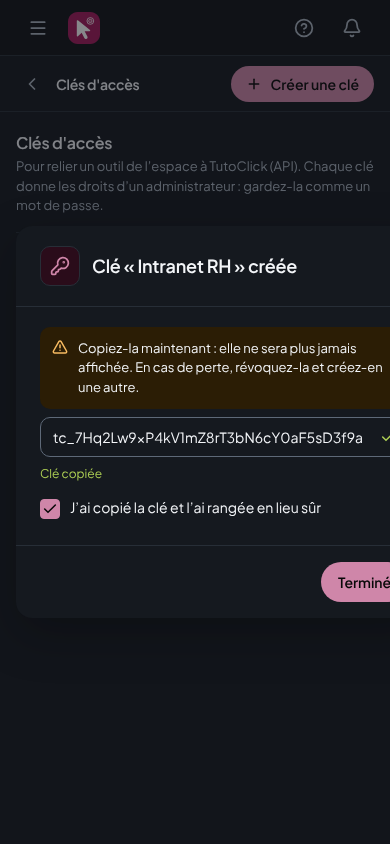 Clés d'accès
Créer une clé
Clés d'accès
Pour relier un outil de l'espace à TutoClick (API). Chaque clé
donne les droits d'un administrateur : gardez-la comme un
mot de passe.
Clé « Intranet RH » créée
Copiez-la maintenant : elle ne sera plus jamais
affichée. En cas de perte, révoquez-la et créez-en
une autre.
tc_7Hq2Lw9xP4kV1mZ8rT3bN6cY0aF5sD3f9a
Clé copiée
J'ai copié la clé et l'ai rangée en lieu sûr
Terminé